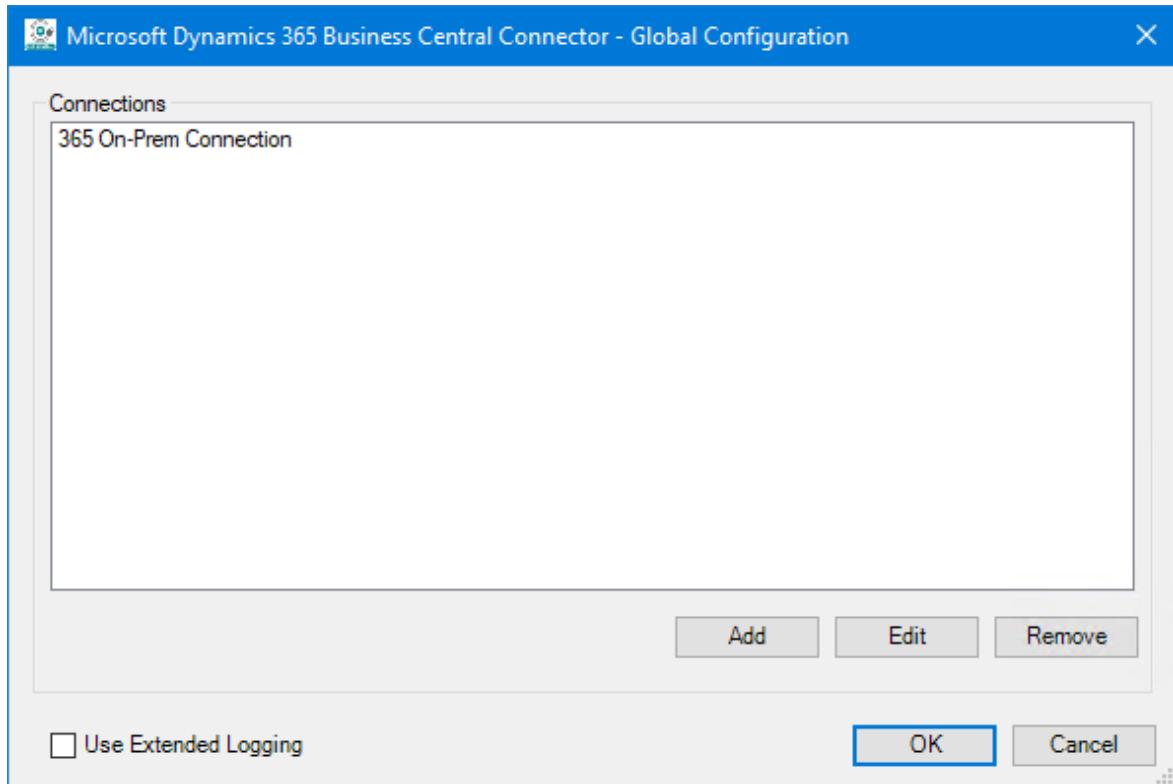 Microsoft Dynamics 365 Business Central Connector - Global Configuration
Connections
365 On-Prem Connection
Add Edit Remove
Use Extended Logging OK Cancel